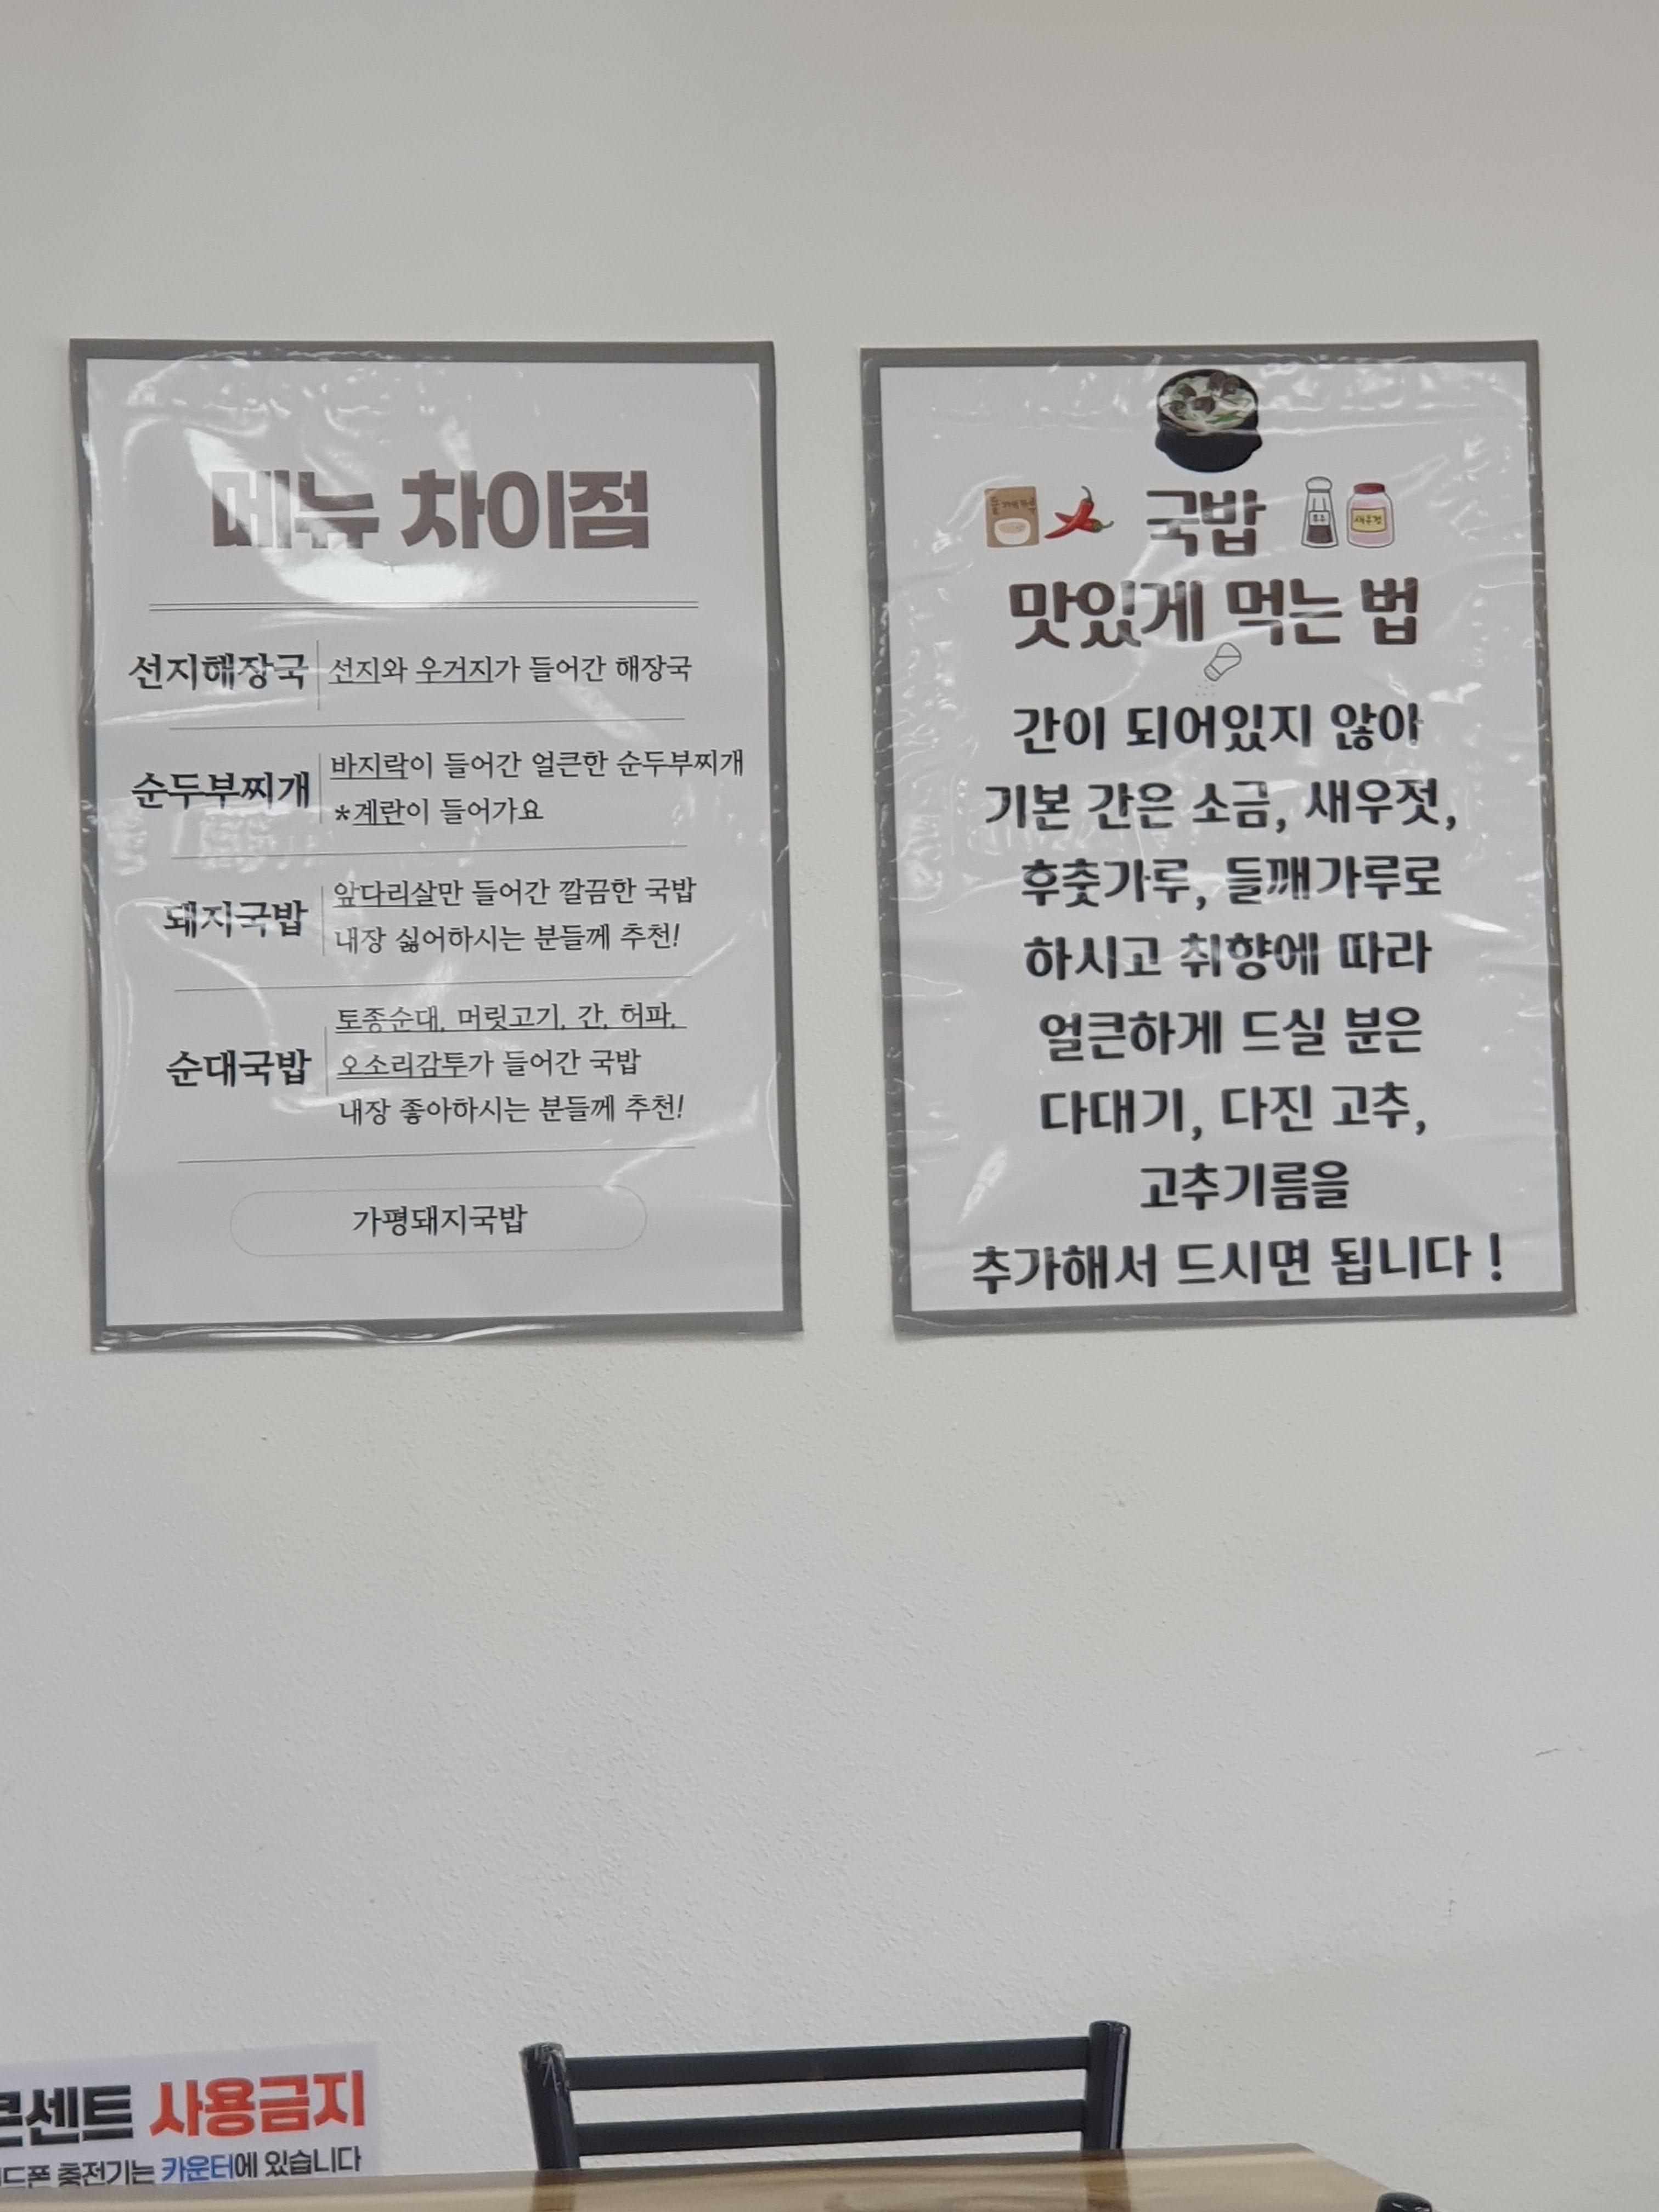 메뉴 차이점
선지해장국
선지와 우거지가 들어간 해장국
순두부찌개
바지락이 들어간 얼큰한 순두부찌개
*계란이 들어가요
돼지국밥
앞다리살만 들어간 깔끔한 국밥
내장 싫어하시는 분들께 추천!
순대국밥
토종순대, 머릿고기, 간, 허파,
오소리감투가 들어간 국밥
내장 좋아하시는 분들께 추천!
가평돼지국밥
들깨가루
국밥
후추
새우젓
맛있게 먹는 법
간이 되어있지 않아
기본 간은 소금, 새우젓,
후춧가루, 들깨가루로
하시고 취향에 따라
얼큰하게 드실 분은
다대기, 다진 고추,
고추기름을
추가해서 드시면 됩니다 !
콘센트 사용금지
드폰 충전기는 카운터에 있습니다